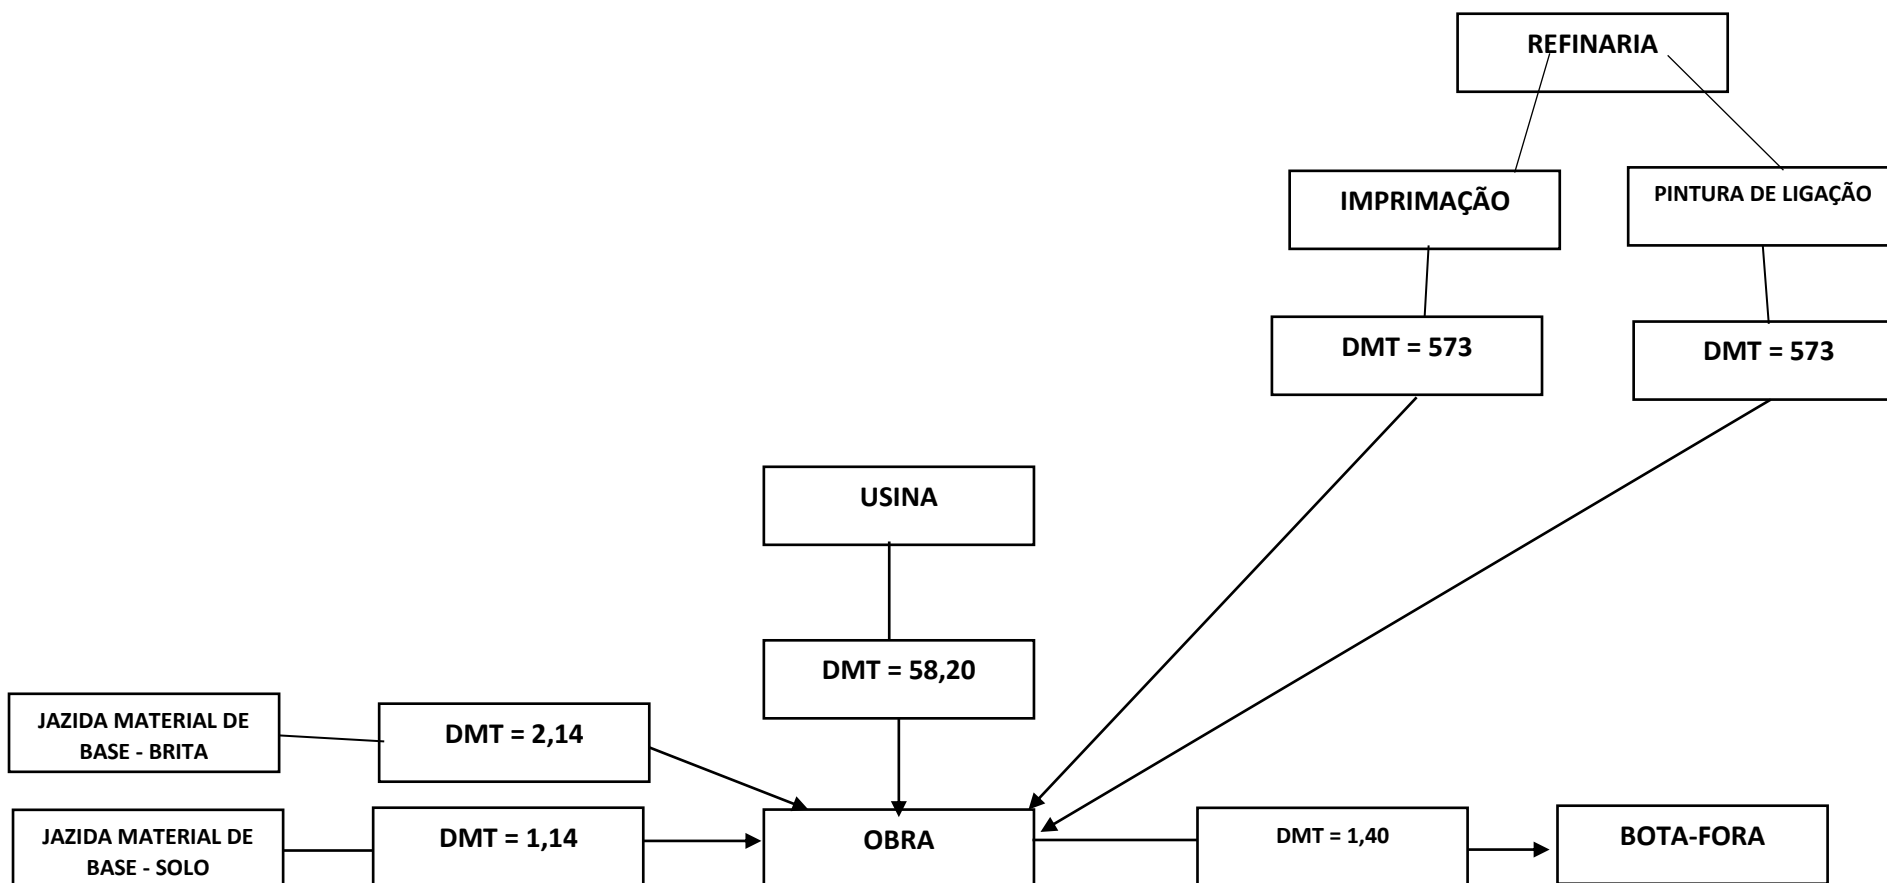 REFINARIA
IMPRIMAÇÃO
PINTURA DE LIGAÇÃO
DMT = 573
DMT = 573
USINA
DMT = 58,20
JAZIDA MATERIAL DE
BASE - BRITA
DMT = 2,14
JAZIDA MATERIAL DE
BASE - SOLO
DMT = 1,14
OBRA
DMT = 1,40
BOTA-FORA